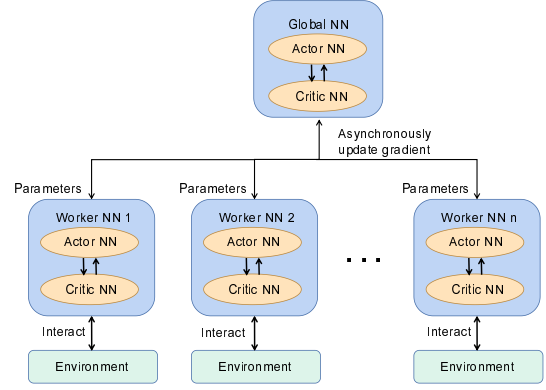 Global NN
Actor NN
Critic NN
Asynchronously
update gradient
Parameters
Parameters
Parameters
Worker NN 1
Actor NN
Critic NN
Worker NN 2
Actor NN
Critic NN
. . .
Worker NN n
Actor NN
Critic NN
Interact
Interact
Interact
Environment
Environment
Environment